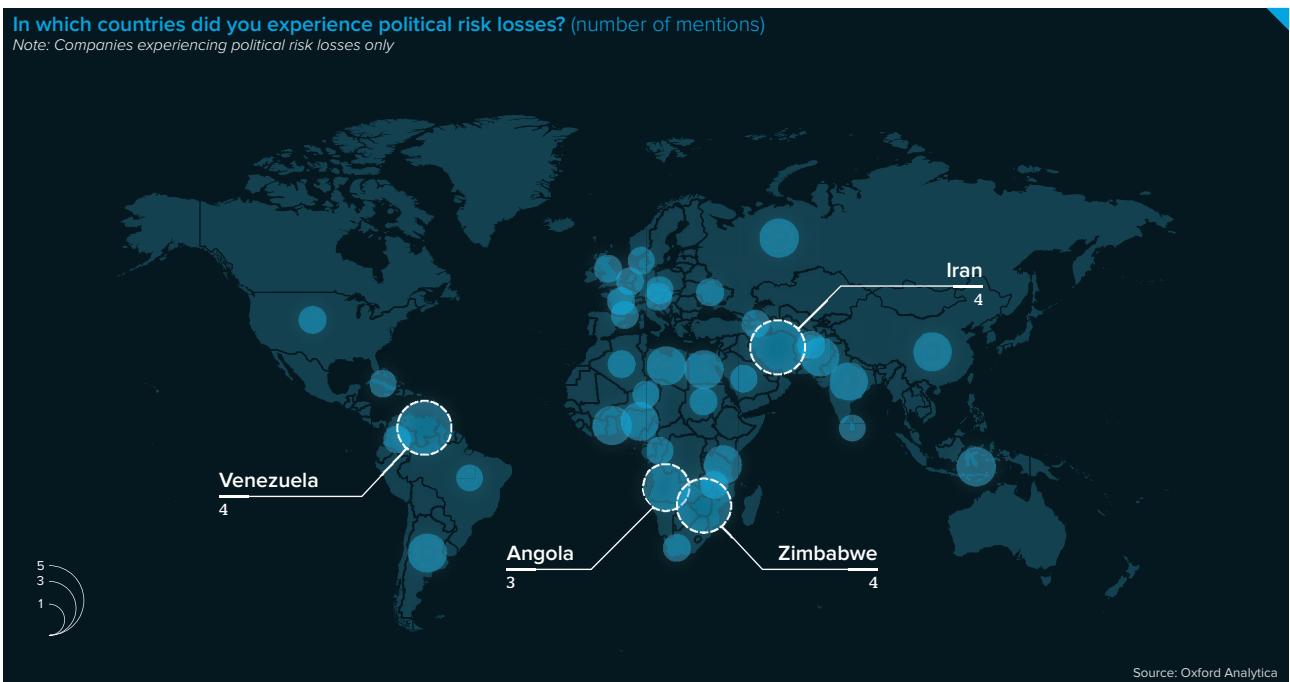 In which countries did you experience political risk losses? (number of mentions)
Note: Companies experiencing political risk losses only
Iran
4
Venezuela
4
Angola
3
Zimbabwe
4
5
3
1
Source: Oxford Analytica